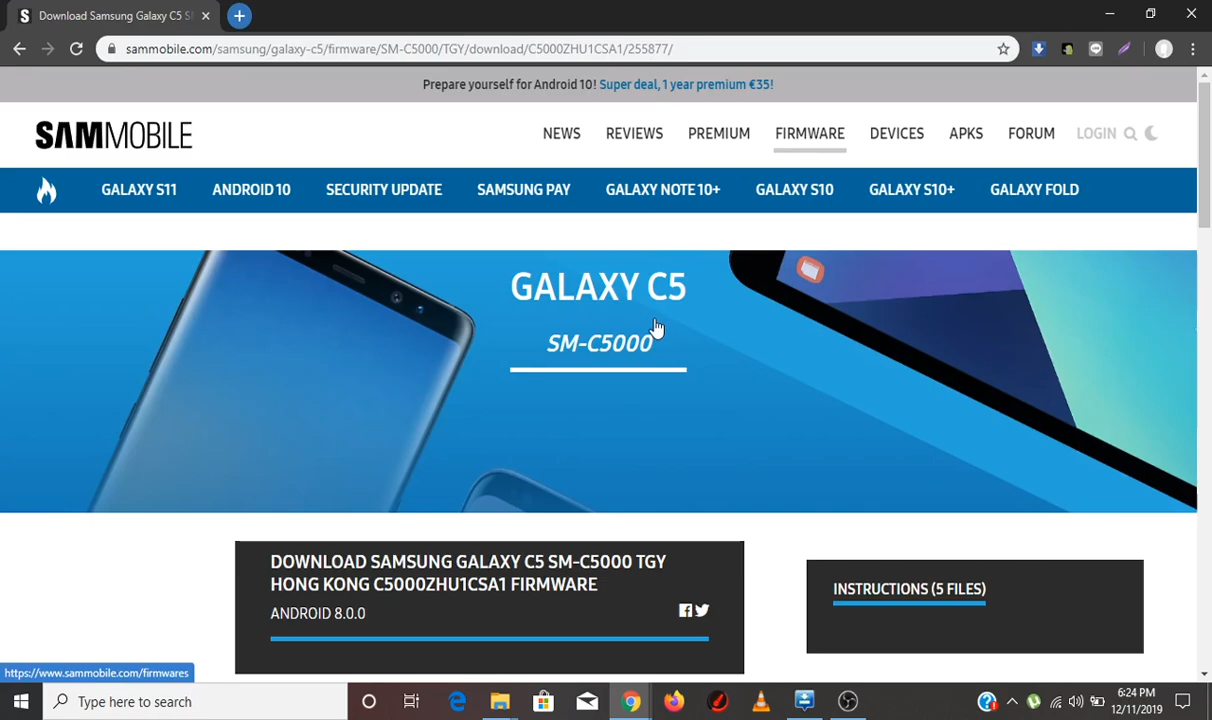 Download Samsung Galaxy C5 S
sammobile.com/samsung/galaxy-c5/firmware/SM-C5000/TGY/download/C5000ZHU1CSA1/255877/
Prepare yourself for Android 10! Super deal, 1 year premium €35!
SAMMOBILE
NEWS REVIEWS PREMIUM FIRMWARE DEVICES APKS FORUM LOGIN
GALAXY S11 ANDROID 10 SECURITY UPDATE SAMSUNG PAY GALAXY NOTE 10+ GALAXY S10 GALAXY S10+ GALAXY FOLD
GALAXY C5
SM-C5000
DOWNLOAD SAMSUNG GALAXY C5 SM-C5000 TGY
HONG KONG C5000ZHU1CSA1 FIRMWARE
ANDROID 8.0.0
INSTRUCTIONS (5 FILES)
https://www.sammobile.com/firmwares
Type here to search
6:24 PM
12/11/2019